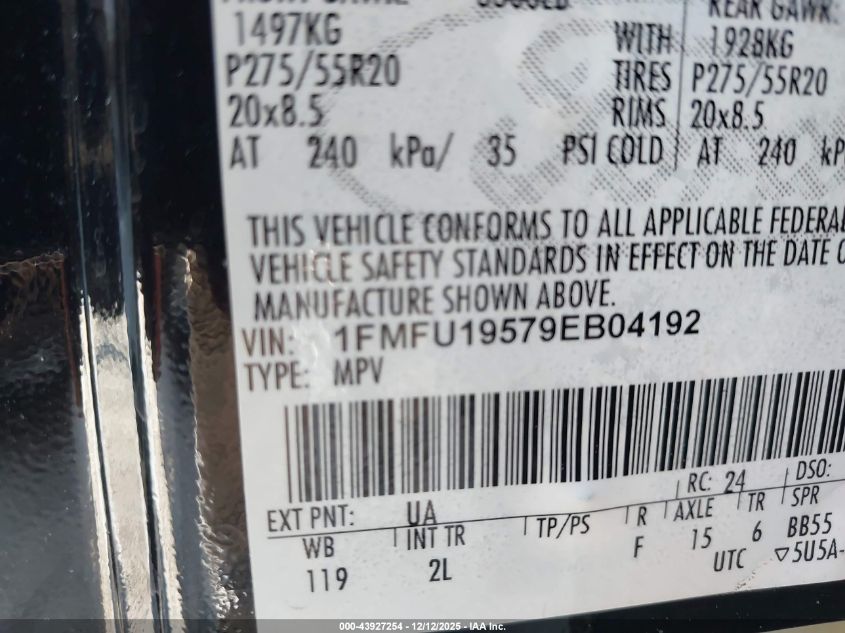 1497KG WITH 1928KG
P275/55R20 TIRES P275/55R20
20x8.5 RIMS 20x8.5
AT 240 kPa/ 35 PSI COLD AT 240
THIS VEHICLE CONFORMS TO ALL APPLICABLE FEDERAL
VEHICLE SAFETY STANDARDS IN EFFECT ON THE DATE
MANUFACTURE SHOWN ABOVE.
VIN: 1FMFU19579EB04192
TYPE: MPV
RC: 24 DSO:
EXT PNT: UA
WB INT TR TP/PS R AXLE TR SPR
119 2L F 15 6 BB55
UTC ▽5U5A-
000-43927254 - 12/12/2025 - IAA Inc.